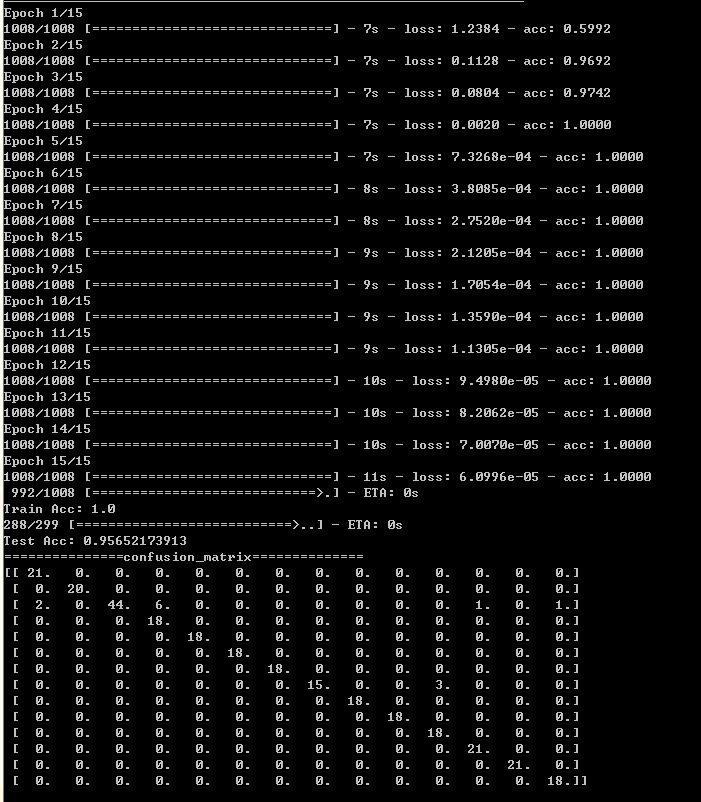 Epoch 1/15
1008/1008 [==============================] - 7s - loss: 1.2384 - acc: 0.5992
Epoch 2/15
1008/1008 [==============================] - 7s - loss: 0.1128 - acc: 0.9692
Epoch 3/15
1008/1008 [==============================] - 7s - loss: 0.0804 - acc: 0.9742
Epoch 4/15
1008/1008 [==============================] - 7s - loss: 0.0020 - acc: 1.0000
Epoch 5/15
1008/1008 [==============================] - 7s - loss: 7.3268e-04 - acc: 1.0000
Epoch 6/15
1008/1008 [==============================] - 8s - loss: 3.8085e-04 - acc: 1.0000
Epoch 7/15
1008/1008 [==============================] - 8s - loss: 2.7520e-04 - acc: 1.0000
Epoch 8/15
1008/1008 [==============================] - 9s - loss: 2.1205e-04 - acc: 1.0000
Epoch 9/15
1008/1008 [==============================] - 9s - loss: 1.7054e-04 - acc: 1.0000
Epoch 10/15
1008/1008 [==============================] - 9s - loss: 1.3590e-04 - acc: 1.0000
Epoch 11/15
1008/1008 [==============================] - 9s - loss: 1.1305e-04 - acc: 1.0000
Epoch 12/15
1008/1008 [==============================] - 10s - loss: 9.4980e-05 - acc: 1.0000
Epoch 13/15
1008/1008 [==============================] - 10s - loss: 8.2062e-05 - acc: 1.0000
Epoch 14/15
1008/1008 [==============================] - 10s - loss: 7.0070e-05 - acc: 1.0000
Epoch 15/15
1008/1008 [==============================] - 11s - loss: 6.0996e-05 - acc: 1.0000
 992/1008 [============================>.] - ETA: 0s
Train Acc: 1.0
288/299 [===========================>..] - ETA: 0s
Test Acc: 0.95652173913
===============confusion_matrix==============
[[ 21. 0. 0. 0. 0. 0. 0. 0. 0. 0. 0. 0. 0. 0.]
[ 0. 20. 0. 0. 0. 0. 0. 0. 0. 0. 0. 0. 0. 0.]
[ 2. 0. 44. 6. 0. 0. 0. 0. 0. 0. 0. 1. 0. 1.]
[ 0. 0. 0. 18. 0. 0. 0. 0. 0. 0. 0. 0. 0. 0.]
[ 0. 0. 0. 0. 18. 0. 0. 0. 0. 0. 0. 0. 0. 0.]
[ 0. 0. 0. 0. 0. 18. 0. 0. 0. 0. 0. 0. 0. 0.]
[ 0. 0. 0. 0. 0. 0. 18. 0. 0. 0. 0. 0. 0. 0.]
[ 0. 0. 0. 0. 0. 0. 0. 15. 0. 0. 3. 0. 0. 0.]
[ 0. 0. 0. 0. 0. 0. 0. 0. 18. 0. 0. 0. 0. 0.]
[ 0. 0. 0. 0. 0. 0. 0. 0. 0. 18. 0. 0. 0. 0.]
[ 0. 0. 0. 0. 0. 0. 0. 0. 0. 0. 18. 0. 0. 0.]
[ 0. 0. 0. 0. 0. 0. 0. 0. 0. 0. 0. 21. 0. 0.]
[ 0. 0. 0. 0. 0. 0. 0. 0. 0. 0. 0. 0. 21. 0.]
[ 0. 0. 0. 0. 0. 0. 0. 0. 0. 0. 0. 0. 0. 18.]]